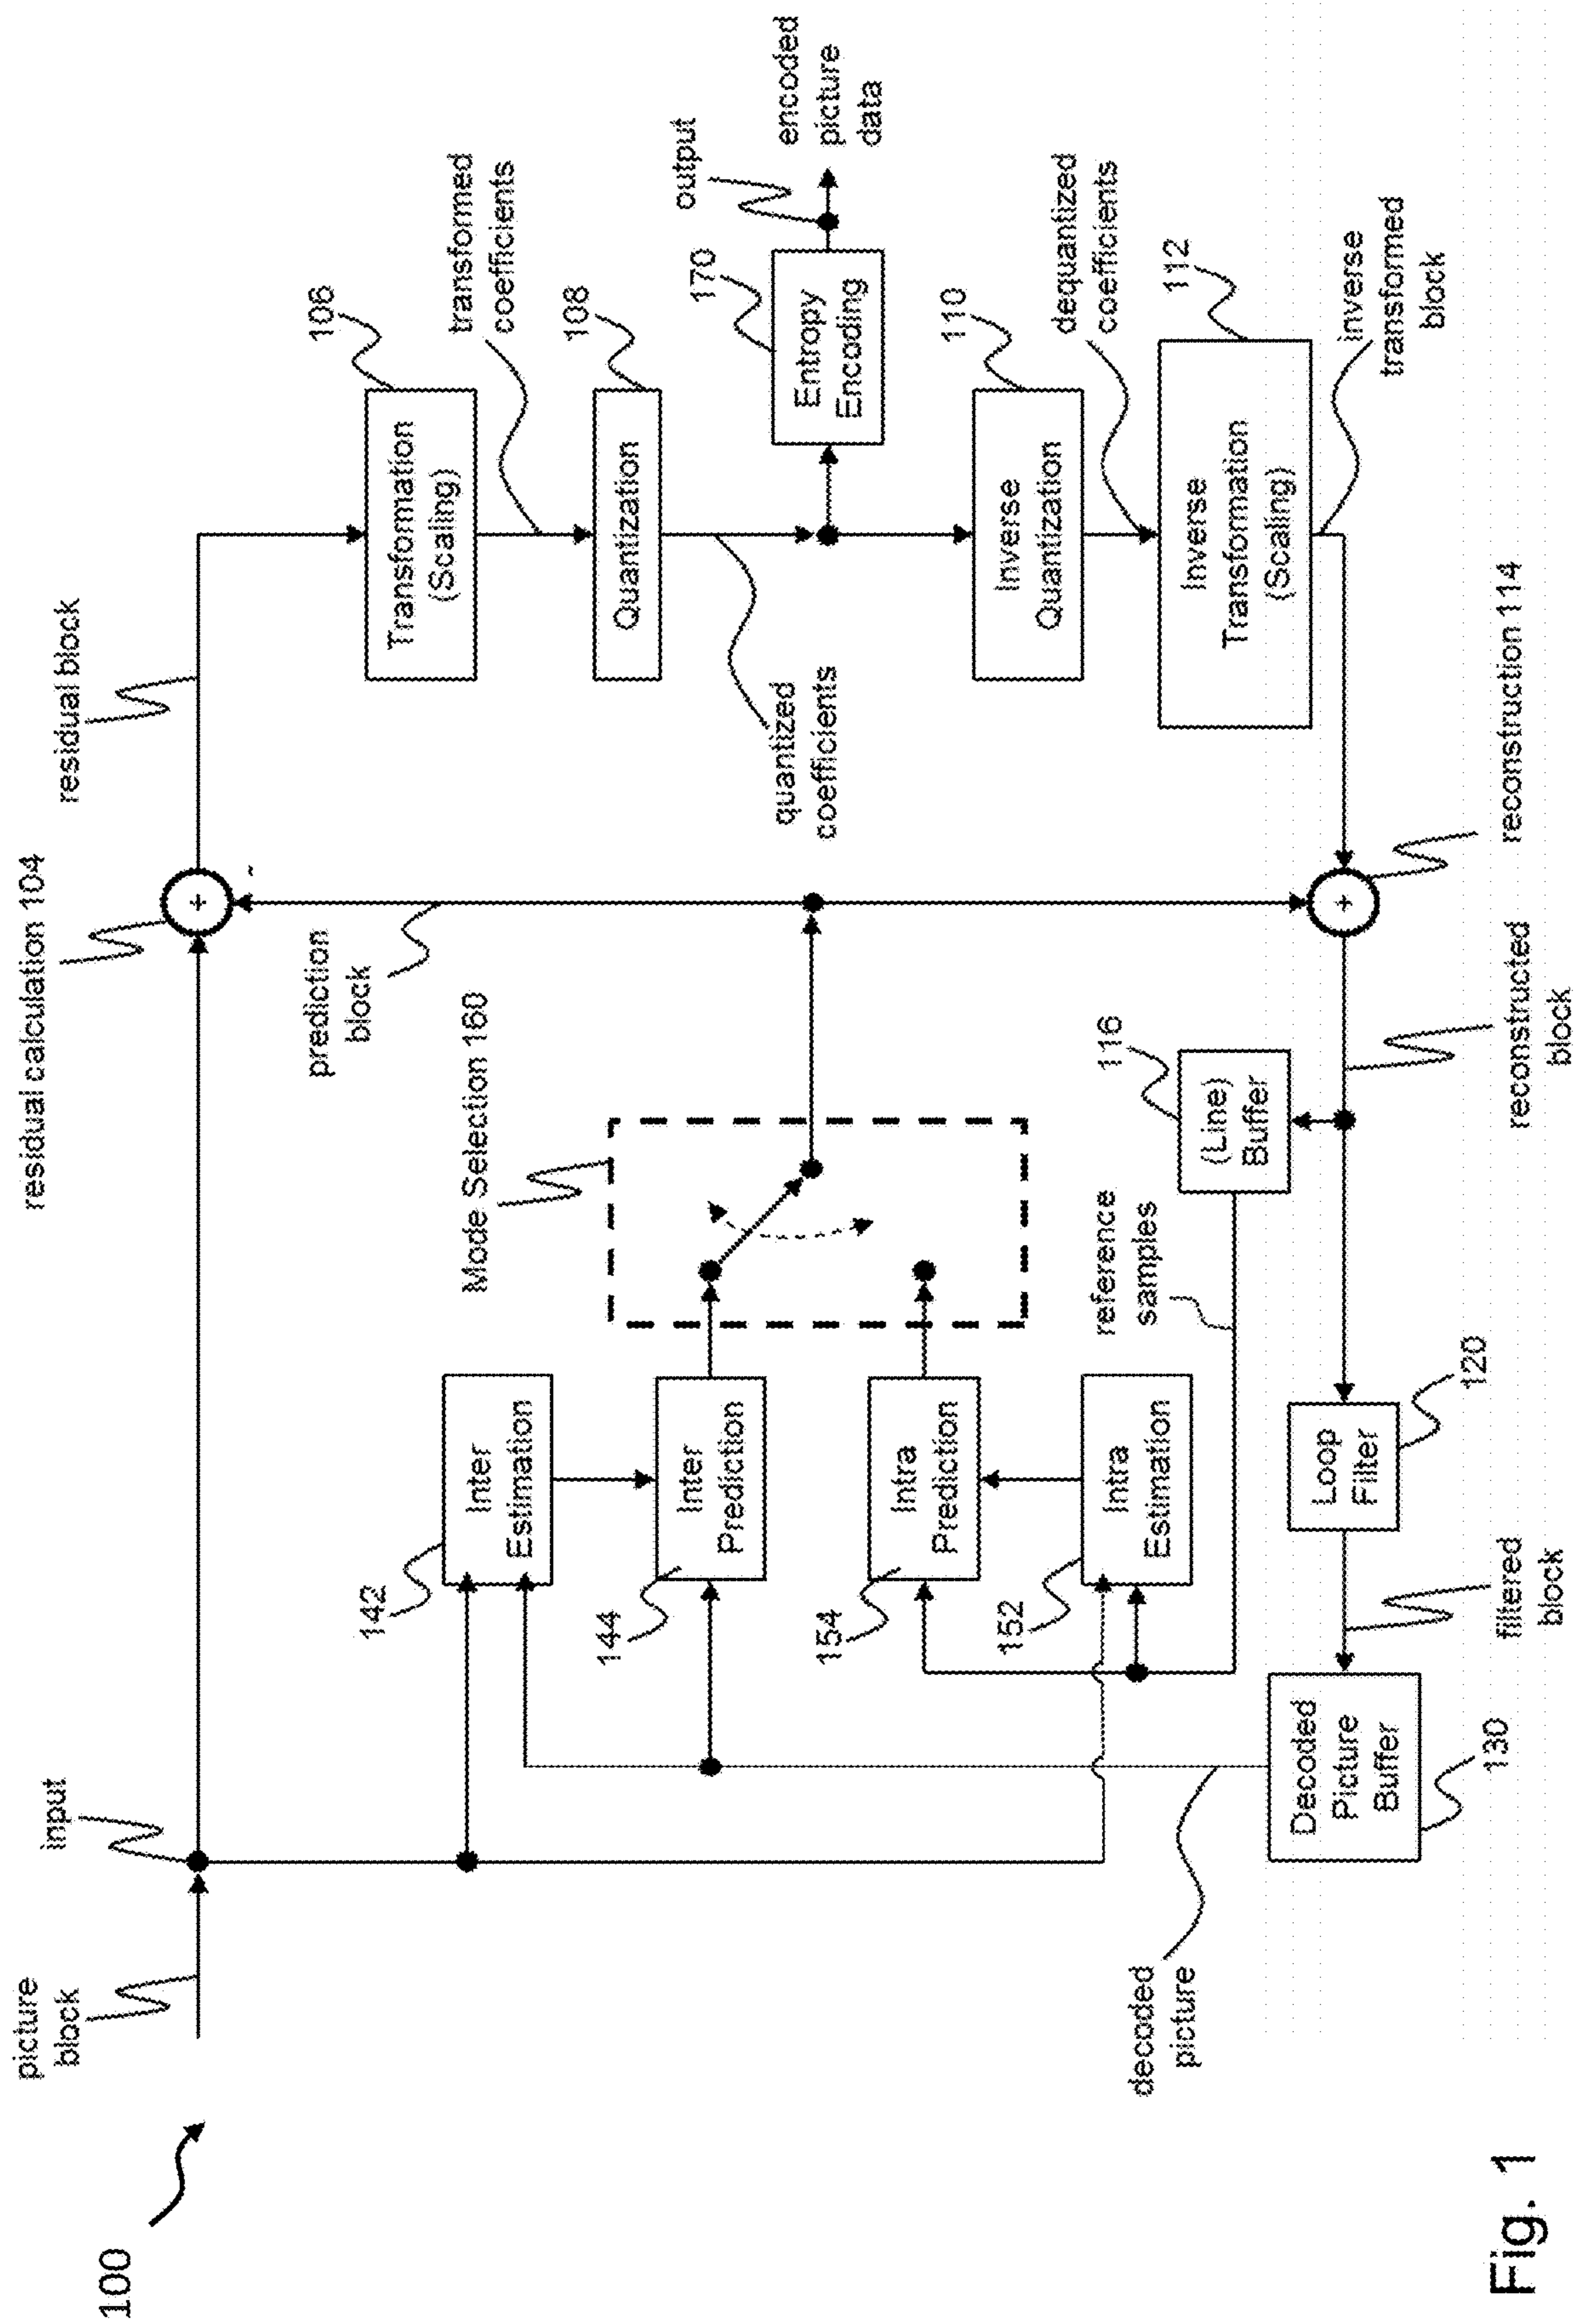 100
picture
block
input
residual calculation 104
residual block
+
-
106
Transformation
(Scaling)
transformed
coefficients
108
Quantization
quantized
coefficients
170
Entropy
Encoding
output
encoded
picture
data
110
Inverse
Quantization
dequantized
coefficients
112
Inverse
Transformation
(Scaling)
inverse
transformed
block
reconstruction 114
+
reconstructed
block
prediction
block
Mode Selection 160
116
(Line)
Buffer
reference
samples
142
Inter
Estimation
144
Inter
Prediction
154
Intra
Prediction
152
Intra
Estimation
120
Loop
Filter
filtered
block
130
Decoded
Picture
Buffer
decoded
picture
Fig. 1